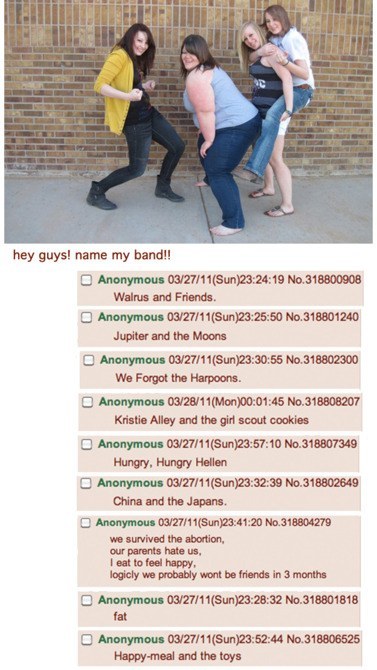 hey guys! name my band!!
Anonymous 03/27/11(Sun)23:24:19 No.318800908
Walrus and Friends.
Anonymous 03/27/11(Sun)23:25:50 No.318801240
Jupiter and the Moons
Anonymous 03/27/11(Sun)23:30:55 No.318802300
We Forgot the Harpoons.
Anonymous 03/28/11(Mon)00:01:45 No.318808207
Kristie Alley and the girl scout cookies
Anonymous 03/27/11(Sun)23:57:10 No.318807349
Hungry, Hungry Hellen
Anonymous 03/27/11(Sun)23:32:39 No.318802649
China and the Japans.
Anonymous 03/27/11(Sun)23:41:20 No.318804279
we survived the abortion,
our parents hate us,
I eat to feel happy,
logicly we probably wont be friends in 3 months
Anonymous 03/27/11(Sun)23:28:32 No.318801818
fat
Anonymous 03/27/11(Sun)23:52:44 No.318806525
Happy-meal and the toys